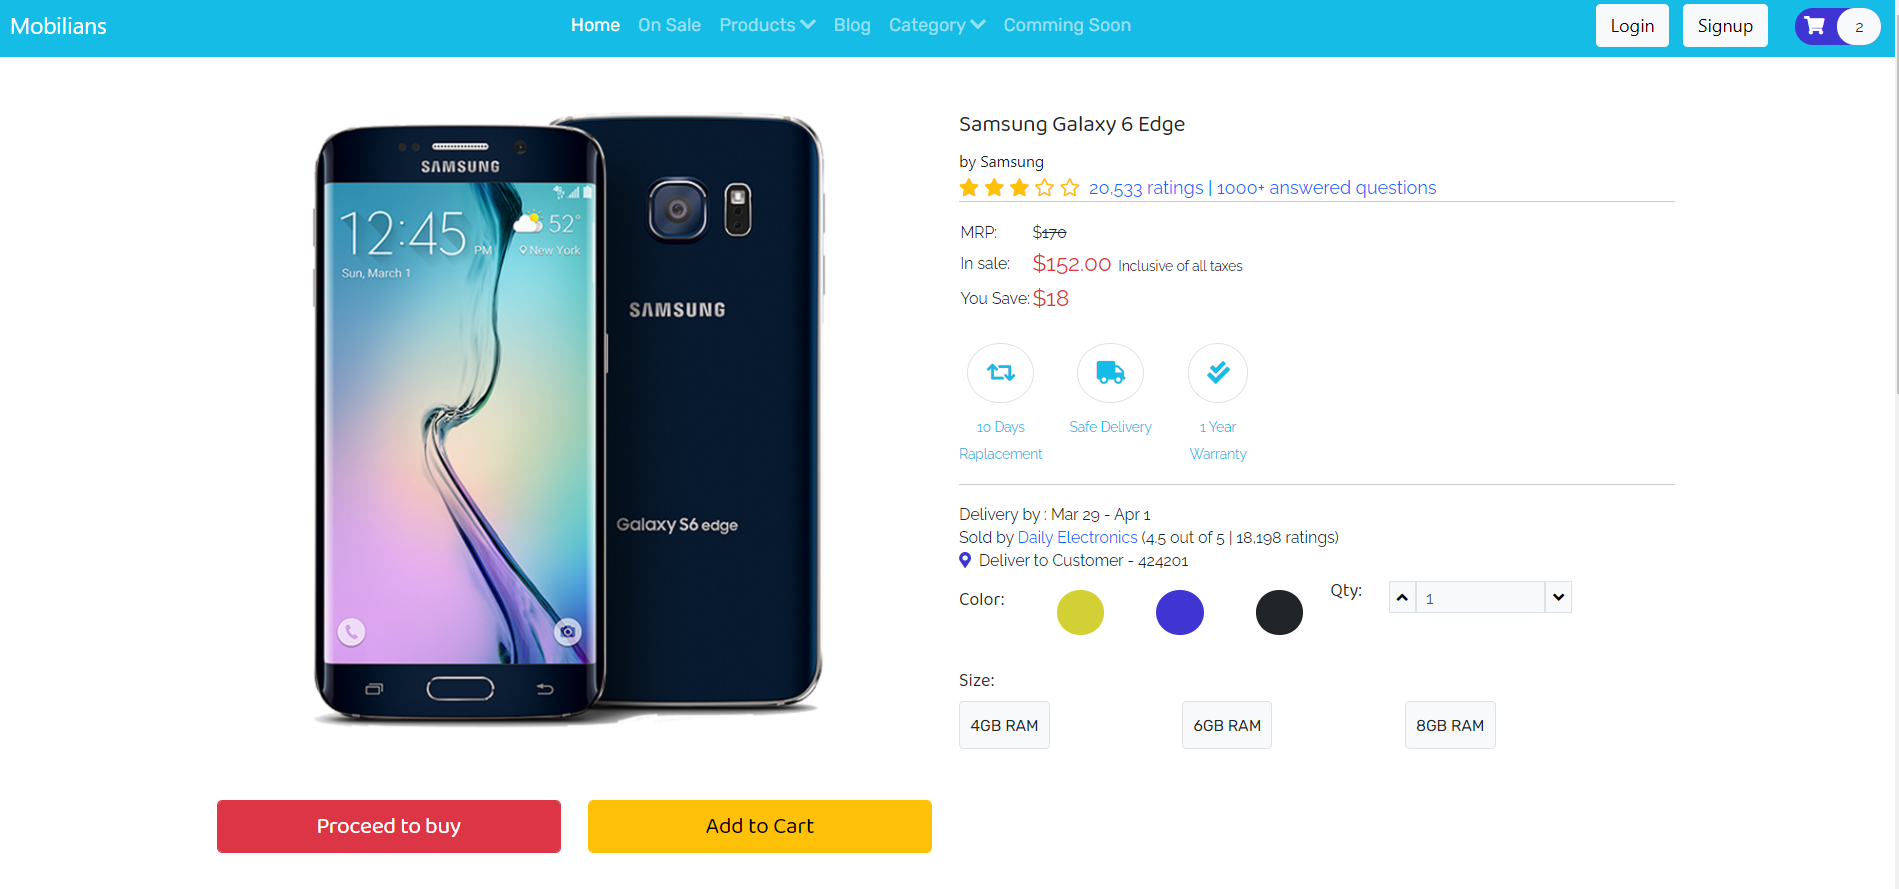 Mobilians
Home On Sale Products Blog Category Comming Soon
Login Signup 2
SAMSUNG
12:45 PM
52°
New York
Sun, March 1
SAMSUNG
Galaxy S6 edge
Samsung Galaxy 6 Edge
by Samsung
20,533 ratings | 1000+ answered questions
MRP: $170
In sale: $152.00 Inclusive of all taxes
You Save: $18
10 Days
Raplacement
Safe Delivery
1 Year
Warranty
Delivery by : Mar 29 - Apr 1
Sold by Daily Electronics (4.5 out of 5 | 18,198 ratings)
Deliver to Customer - 424201
Color:
Qty: 1
Size:
4GB RAM 6GB RAM 8GB RAM
Proceed to buy Add to Cart